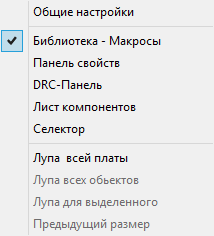 Общие настройки
Библиотека - Макросы
Панель свойств
DRC-Панель
Лист компонентов
Селектор
Лупа  всей платы
Лупа всех обьектов
Лупа для выделенного
Предыдущий размер